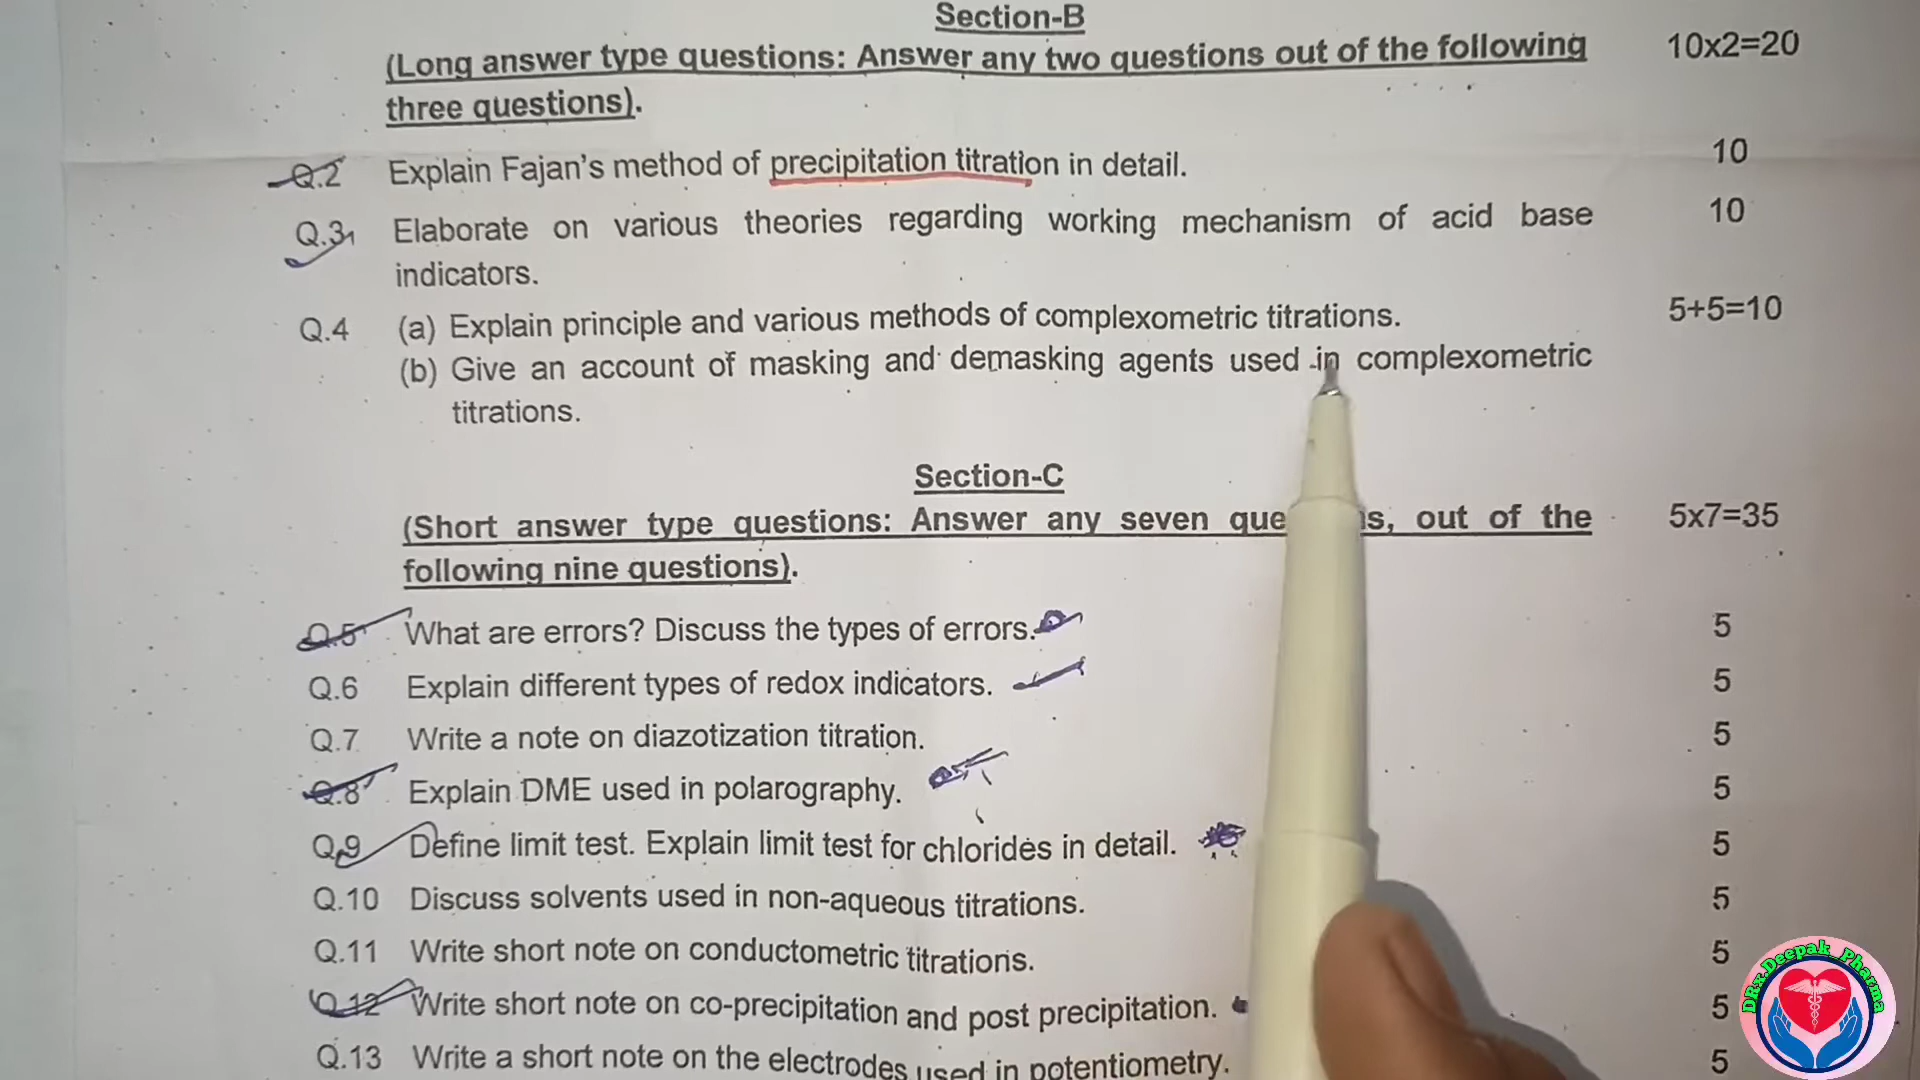 Section-B
(Long answer type questions: Answer any two questions out of the following 10x2=20
three questions).
Q.2 Explain Fajan's method of precipitation titration in detail. 10
Q.3 Elaborate on various theories regarding working mechanism of acid base 10
indicators.
Q.4 (a) Explain principle and various methods of complexometric titrations. 5+5=10
(b) Give an account of masking and demasking agents used in complexometric
titrations.
Section-C
(Short answer type questions: Answer any seven que s, out of the 5x7=35
following nine questions).
Q.5 What are errors? Discuss the types of errors. 5
Q.6 Explain different types of redox indicators. 5
Q.7 Write a note on diazotization titration. 5
Q.8 Explain DME used in polarography. 5
Q.9 Define limit test. Explain limit test for chlorides in detail. 5
Q.10 Discuss solvents used in non-aqueous titrations. 5
Q.11 Write short note on conductometric titrations. 5
Q.12 Write short note on co-precipitation and post precipitation. 5
Q.13 Write a short note on the electrodes used in potentiometry. 5
DRx.Deepak_Pharma